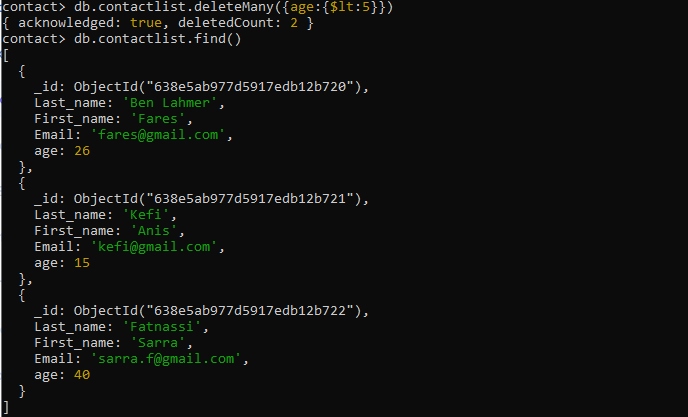 contact> db.contactlist.deleteMany({age:{$lt:5}})
{ acknowledged: true, deletedCount: 2 }
contact> db.contactlist.find()
[
  {
    _id: ObjectId("638e5ab977d5917edb12b720"),
    Last_name: 'Ben Lahmer',
    First_name: 'Fares',
    Email: 'fares@gmail.com',
    age: 26
  },
  {
    _id: ObjectId("638e5ab977d5917edb12b721"),
    Last_name: 'Kefi',
    First_name: 'Anis',
    Email: 'kefi@gmail.com',
    age: 15
  },
  {
    _id: ObjectId("638e5ab977d5917edb12b722"),
    Last_name: 'Fatnassi',
    First_name: 'Sarra',
    Email: 'sarra.f@gmail.com',
    age: 40
  }
]